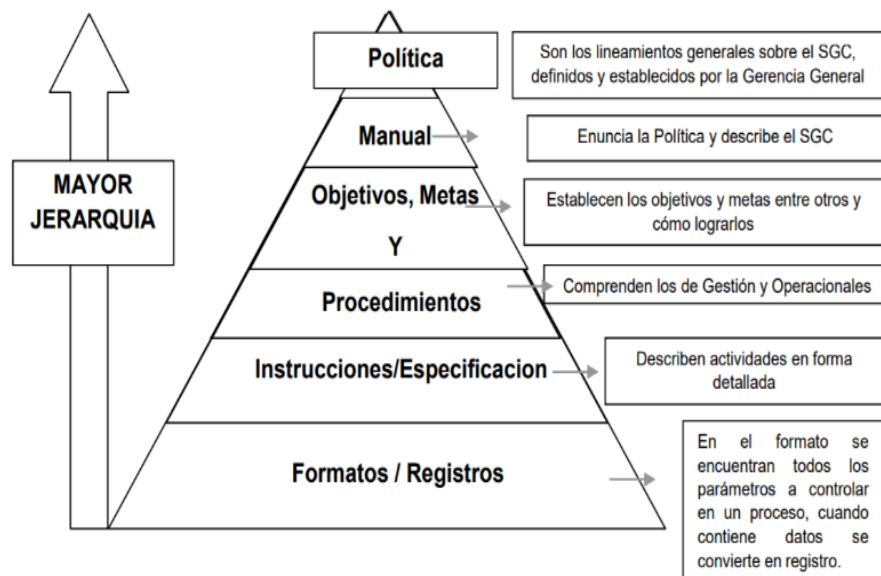 Política
Son los lineamientos generales sobre el SGC,
definidos y establecidos por la Gerencia General
Manual
Enuncia la Política y describe el SGC
MAYOR
JERARQUIA
Objetivos, Metas
Y
Establecen los objetivos y metas entre otros y
cómo lograrlos
Procedimientos
Comprenden los de Gestión y Operacionales
Instrucciones/Especificacion
Describen actividades en forma
detallada
Formatos / Registros
En el formato se
encuentran todos los
parámetros a controlar
en un proceso, cuando
contiene datos se
convierte en registro.